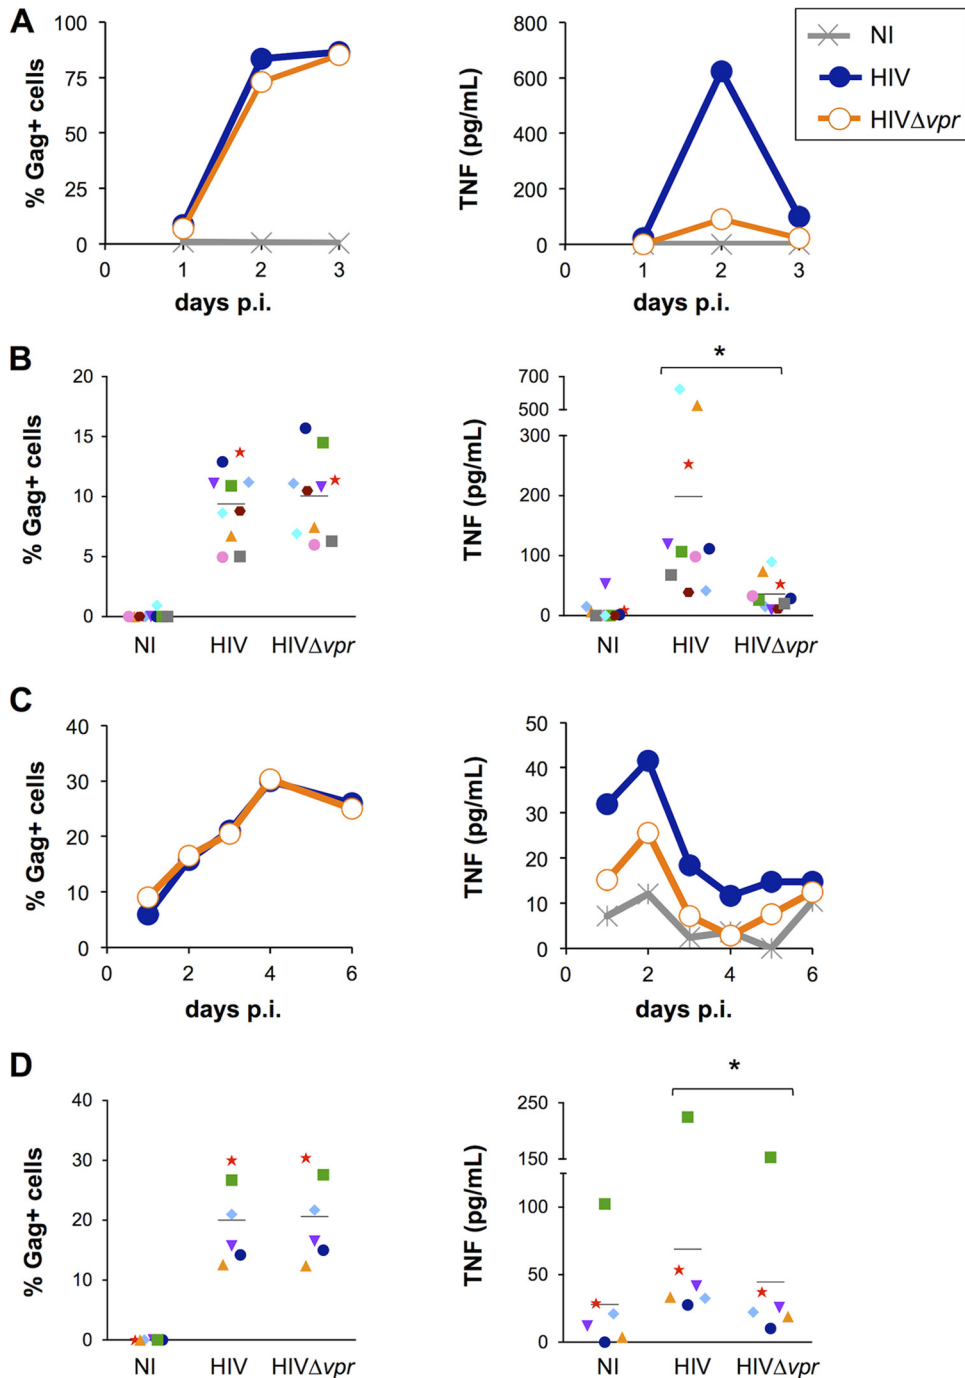 A
% Gag+ cells
100
75
50
25
0
0
1
2
3
days p.i.
TNF (pg/mL)
800
600
400
200
0
0
1
2
3
days p.i.
NI
HIV
HIVΔvpr
B
% Gag+ cells
20
15
10
5
0
NI
HIV
HIVΔvpr
TNF (pg/mL)
700
500
300
200
100
0
*
NI
HIV
HIVΔvpr
C
% Gag+ cells
40
30
20
10
0
0
2
4
6
days p.i.
TNF (pg/mL)
50
40
30
20
10
0
0
2
4
6
days p.i.
D
% Gag+ cells
40
30
20
10
0
NI
HIV
HIVΔvpr
TNF (pg/mL)
250
150
100
50
0
*
NI
HIV
HIVΔvpr